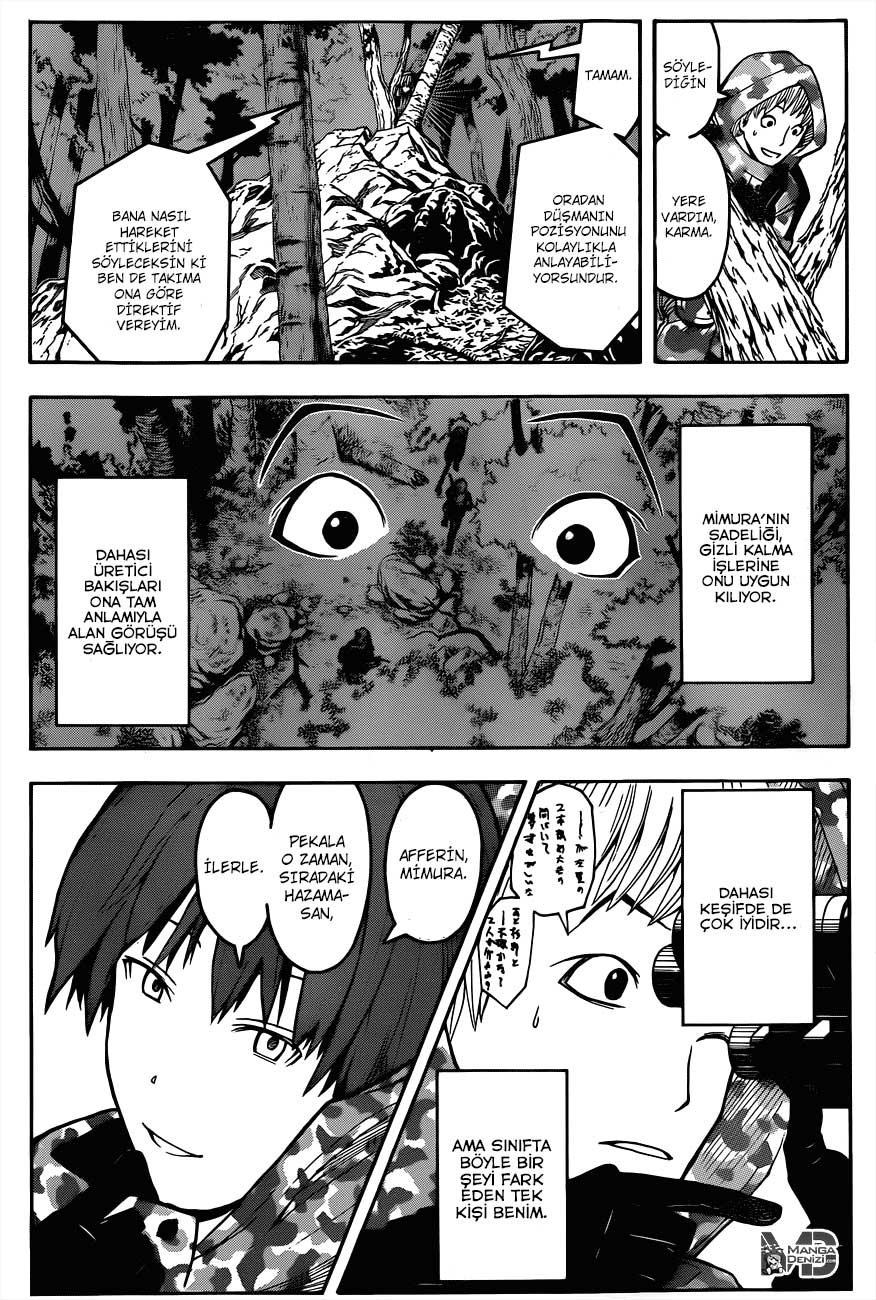 SÖYLE-
DİĞİN
YERE
VARDIM,
KARMA.
TAMAM.
ORADAN
DÜŞMANIN
POZİSYONUNU
KOLAYLIKLA
ANLAYABİLİ-
YORSUNDUR.
BANA NASIL
HAREKET
ETTİKLERİNİ
SÖYLECEKSİN Kİ
BEN DE TAKIMA
ONA GÖRE
DİREKTİF
VEREYİM.
MİMURA'NIN
SADELİĞİ,
GİZLİ KALMA
İŞLERİNE
ONU UYGUN
KILIYOR.
DAHASI
ÜRETİCİ
BAKIŞLARI
ONA TAM
ANLAMIYLA
ALAN GÖRÜŞÜ
SAĞLIYOR.
DAHASI
KEŞİFDE DE
ÇOK İYİDİR...
AMA SINIFTA
BÖYLE BİR
ŞEYİ FARK
EDEN TEK
KİŞİ BENİM.
AFFERİN,
MİMURA.
PEKALA
O ZAMAN,
SIRADAKİ
HAZAMA-
SAN,
İLERLE.
MANGA
DENİZİ.com